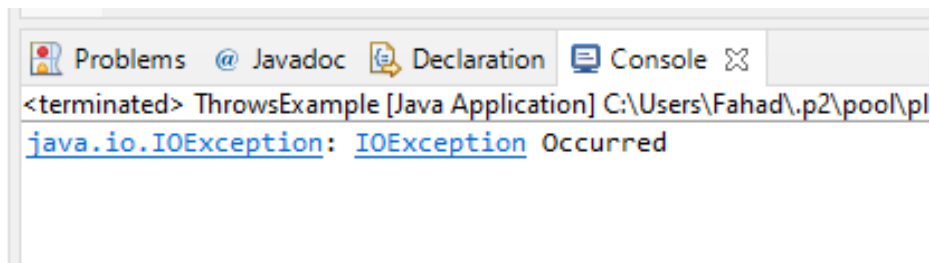 Problems @ Javadoc Declaration Console
<terminated> ThrowsExample [Java Application] C:\Users\Fahad\.p2\pool\pl
java.io.IOException: IOException Occurred